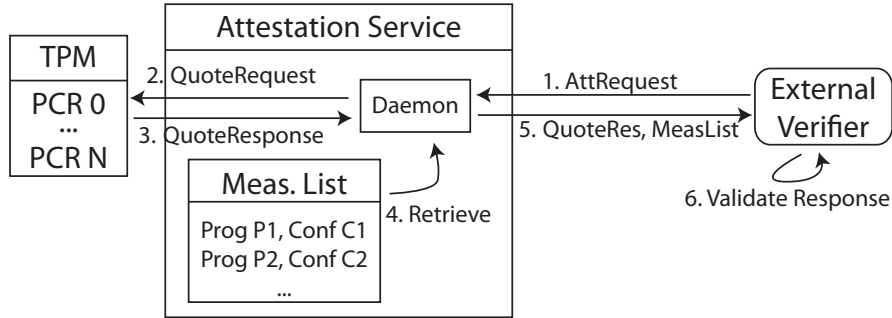 Attestation Service
TPM
PCR 0
...
PCR N
2. QuoteRequest
3. QuoteResponse
Daemon
1. AttRequest
5. QuoteRes, MeasList
External
Verifier
6. Validate Response
4. Retrieve
Meas. List
Prog P1, Conf C1
Prog P2, Conf C2
...